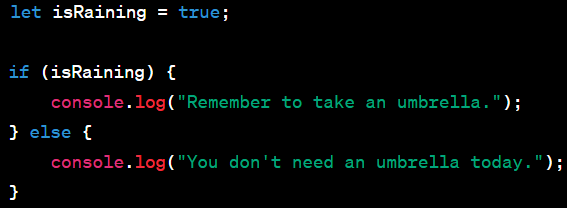 let isRaining = true;
if (isRaining) {
    console.log("Remember to take an umbrella.");
} else {
    console.log("You don't need an umbrella today.");
}